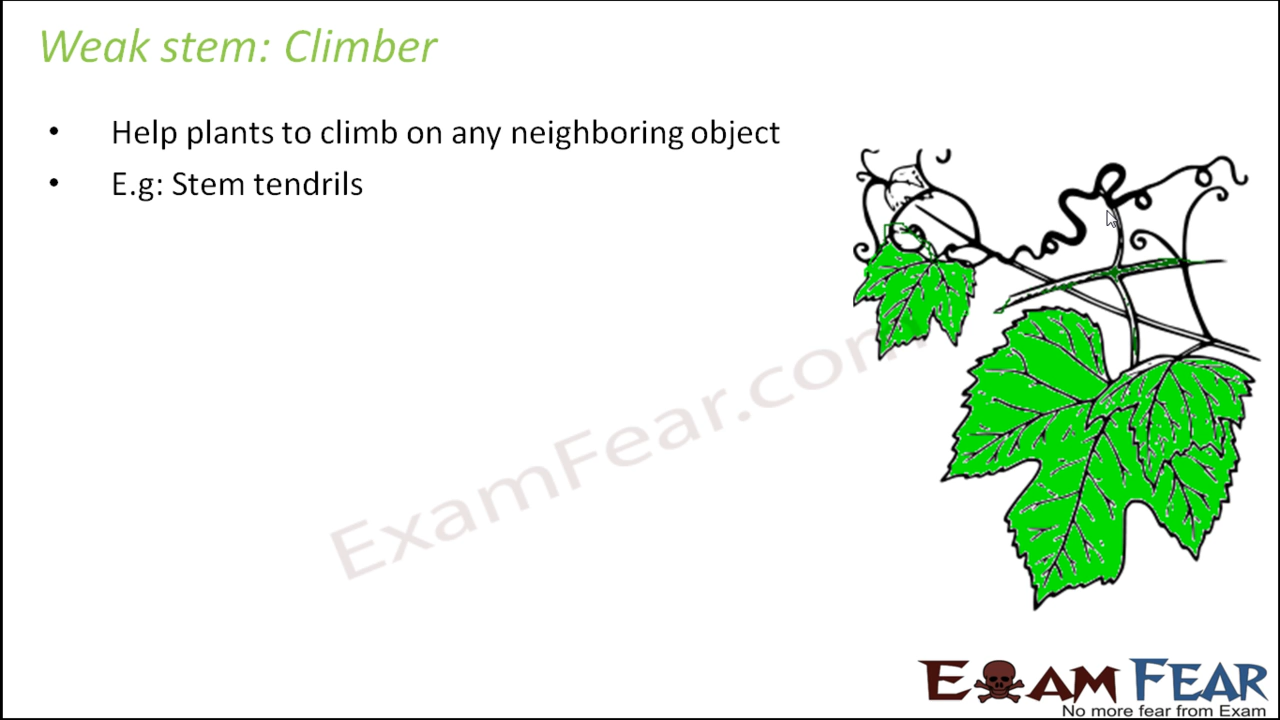 Weak stem: Climber
• Help plants to climb on any neighboring object
• E.g: Stem tendrils
ExamFear.com
EXAM FEAR
No more fear from Exam